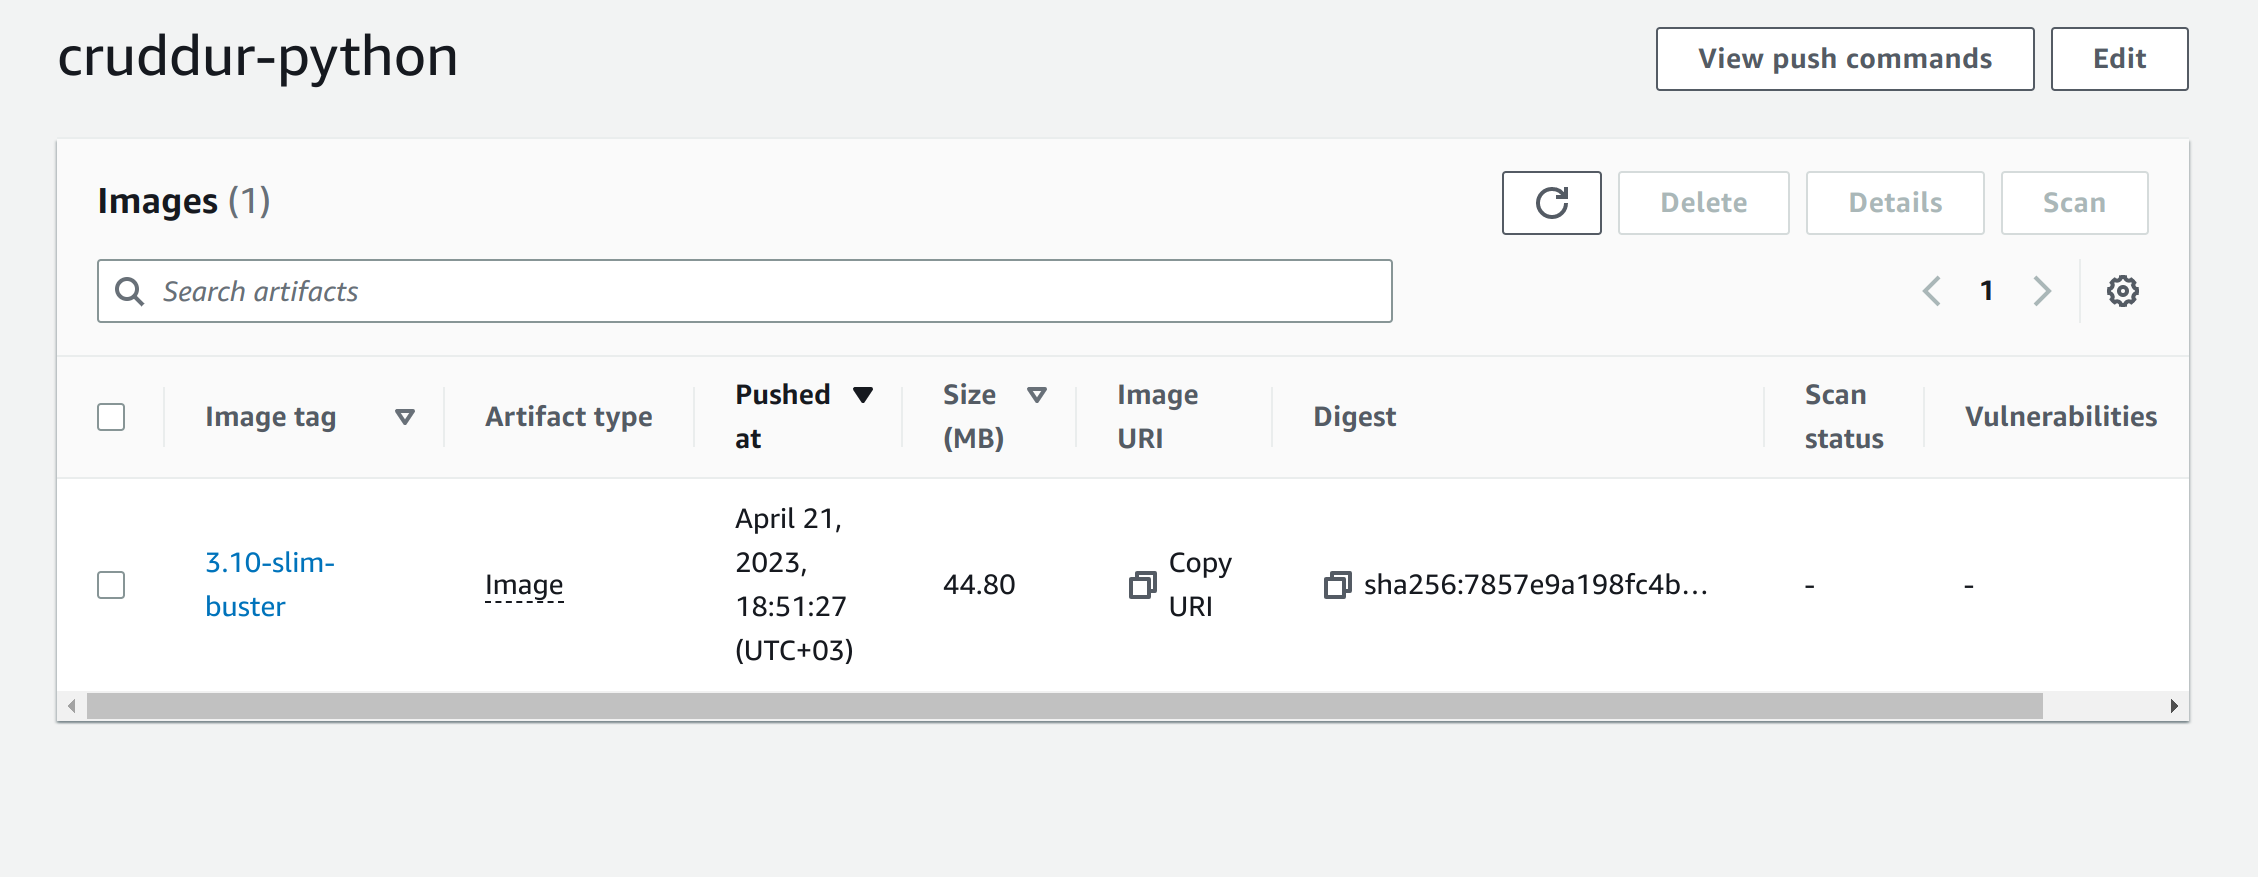 cruddur-python
View push commands
Edit
Images (1)
Delete
Details
Scan
Search artifacts
1
Image tag
Artifact type
Pushed
at
Size
(MB)
Image
URI
Digest
Scan
status
Vulnerabilities
3.10-slim-
buster
Image
April 21,
2023,
18:51:27
(UTC+03)
44.80
Copy
URI
sha256:7857e9a198fc4b...
-
-